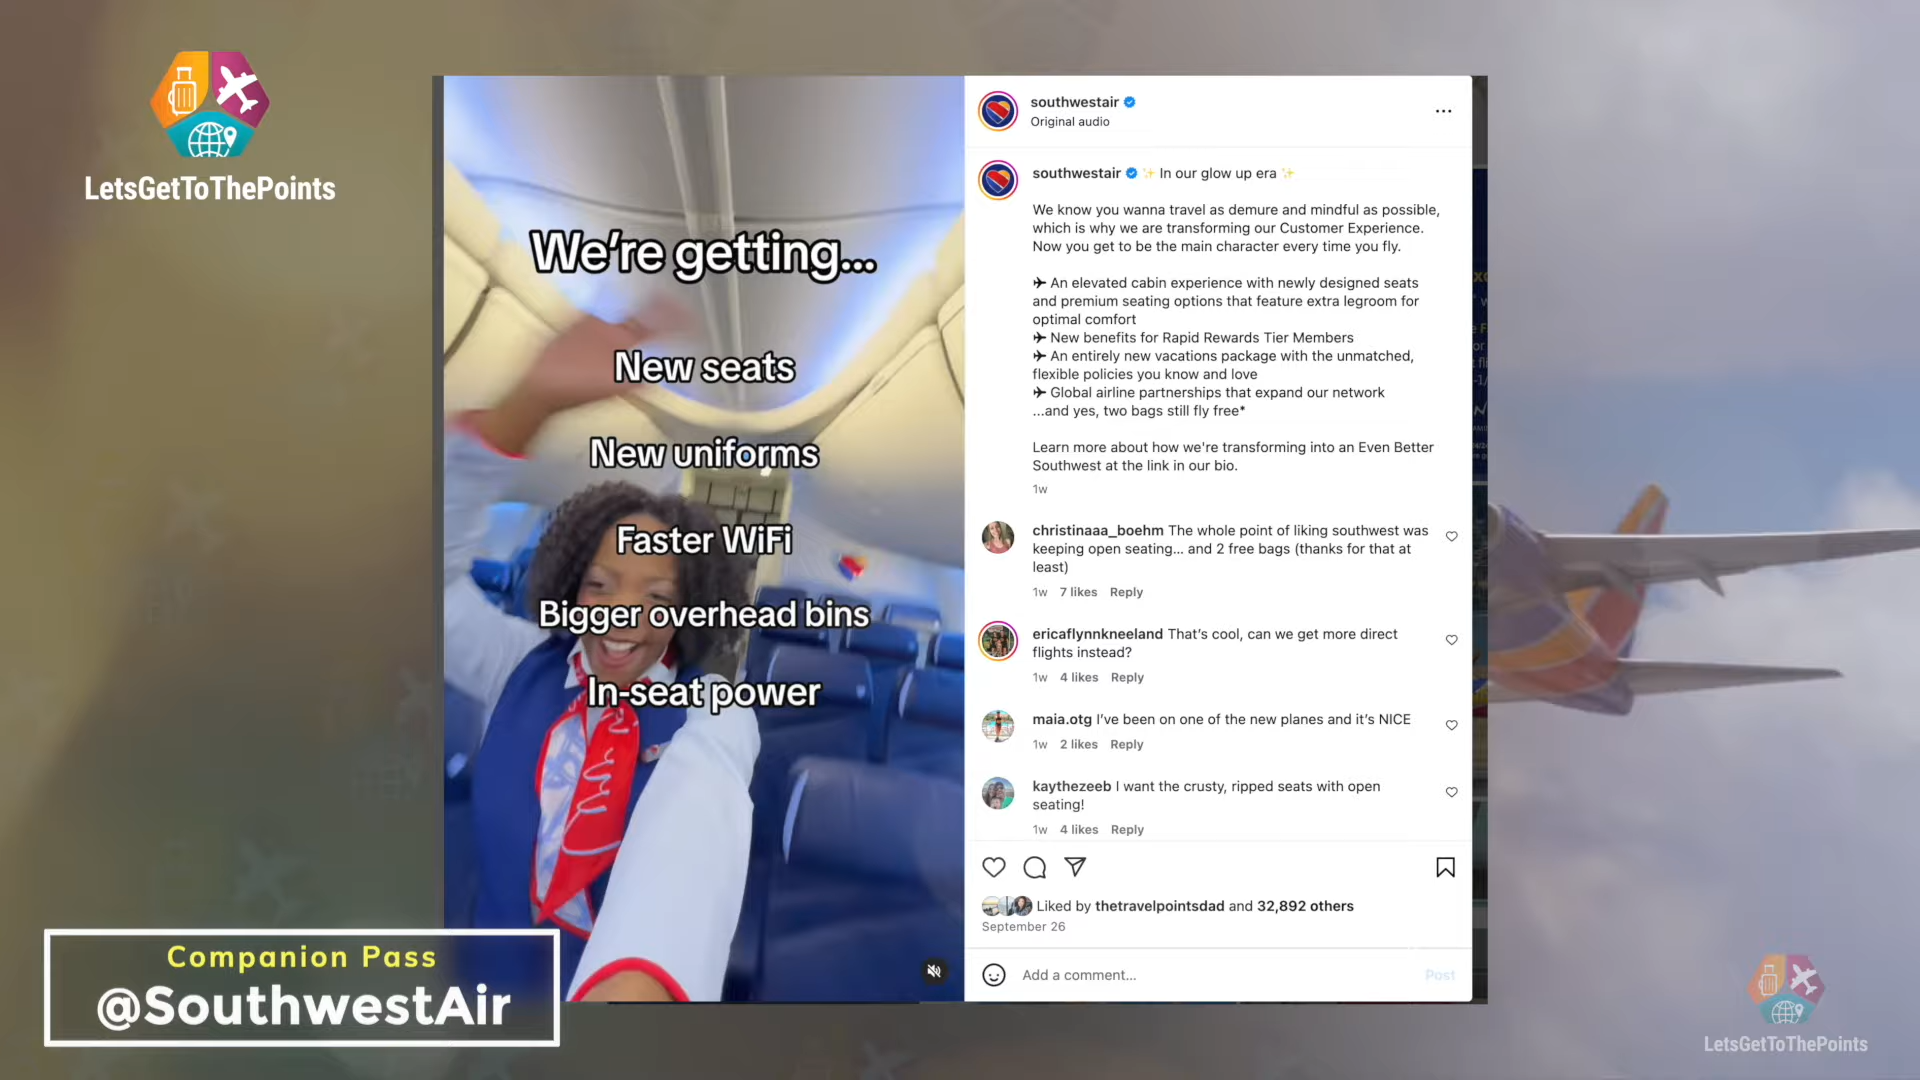 LetsGetToThePoints
We're getting...
New seats
New uniforms
Faster WiFi
Bigger overhead bins
In-seat power
southwestair
Original audio
southwestair ✨ In our glow up era ✨
We know you wanna travel as demure and mindful as possible,
which is why we are transforming our Customer Experience.
Now you get to be the main character every time you fly.
✈ An elevated cabin experience with newly designed seats
and premium seating options that feature extra legroom for
optimal comfort
✈ New benefits for Rapid Rewards Tier Members
✈ An entirely new vacations package with the unmatched,
flexible policies you know and love
✈ Global airline partnerships that expand our network
...and yes, two bags still fly free*
Learn more about how we're transforming into an Even Better
Southwest at the link in our bio.
1w
christinaaa_boehm The whole point of liking southwest was
keeping open seating... and 2 free bags (thanks for that at
least)
1w 7 likes Reply
ericaflynnkneeland That's cool, can we get more direct
flights instead?
1w 4 likes Reply
maia.otg I've been on one of the new planes and it's NICE
1w 2 likes Reply
kaythezeeb I want the crusty, ripped seats with open
seating!
1w 4 likes Reply
Liked by thetravelpointsdad and 32,892 others
September 26
Add a comment...
Post
Companion Pass
@SouthwestAir
LetsGetToThePoints